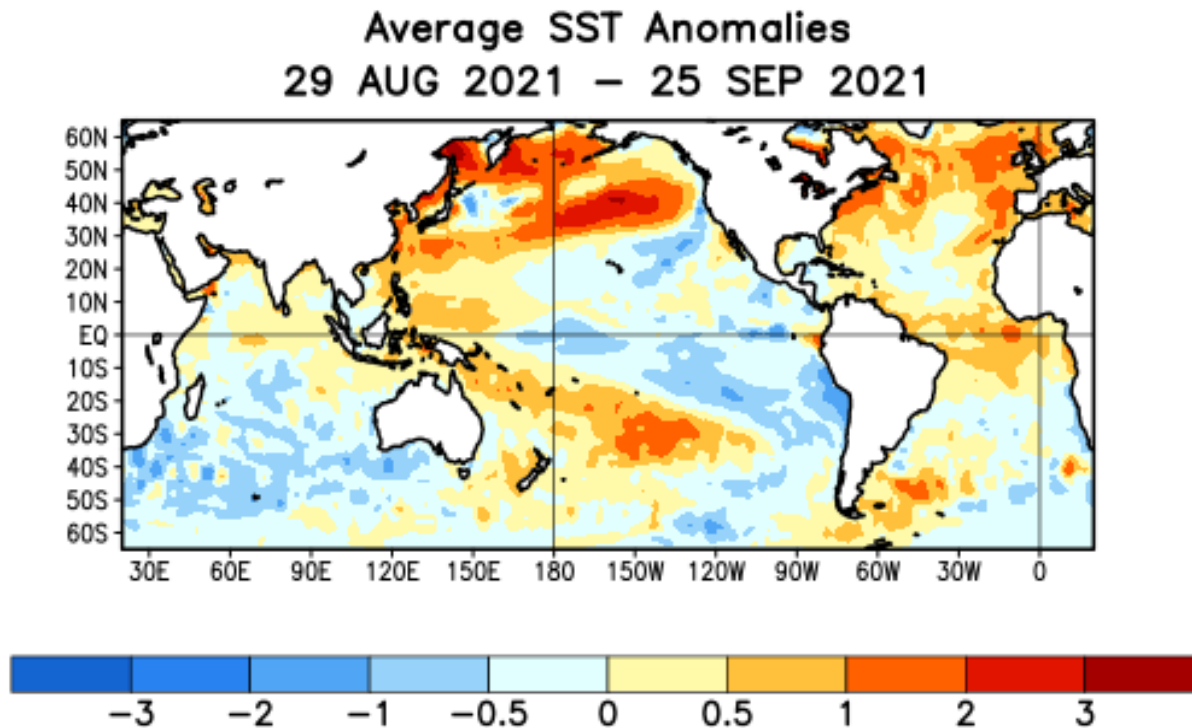 Average SST Anomalies
29 AUG 2021 – 25 SEP 2021
60N
50N
40N
30N
20N
10N
EQ
10S
20S
30S
40S
50S
60S
30E 60E 90E 120E 150E 180 150W 120W 90W 60W 30W 0
−3 −2 −1 −0.5 0 0.5 1 2 3